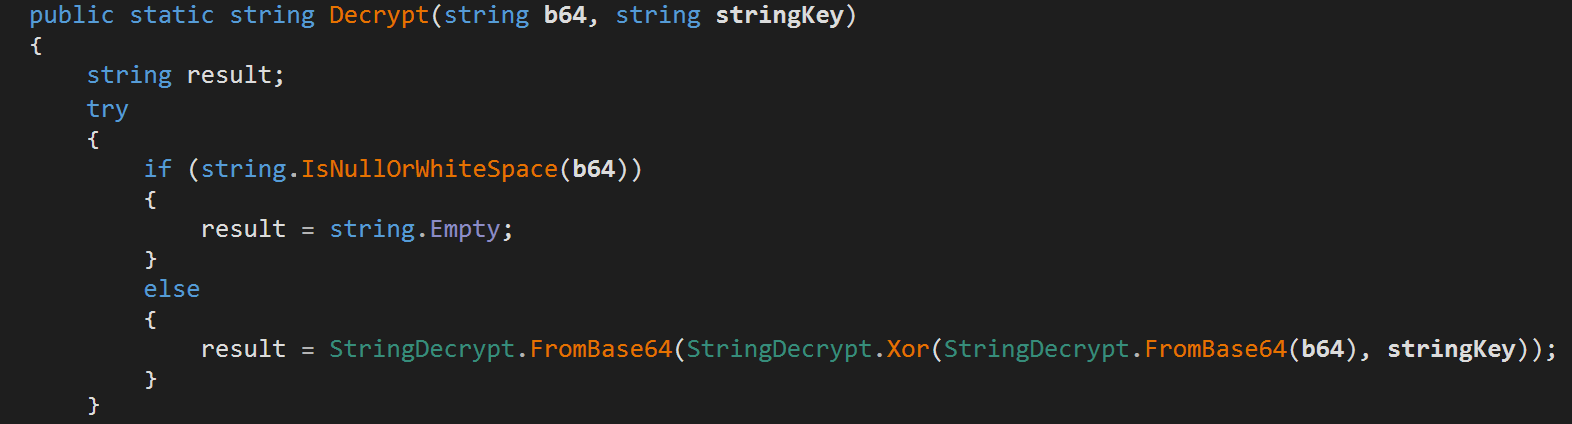 public static string Decrypt(string b64, string stringKey)
{
    string result;
    try
    {
        if (string.IsNullOrWhiteSpace(b64))
        {
            result = string.Empty;
        }
        else
        {
            result = StringDecrypt.FromBase64(StringDecrypt.Xor(StringDecrypt.FromBase64(b64), stringKey));
        }
    }